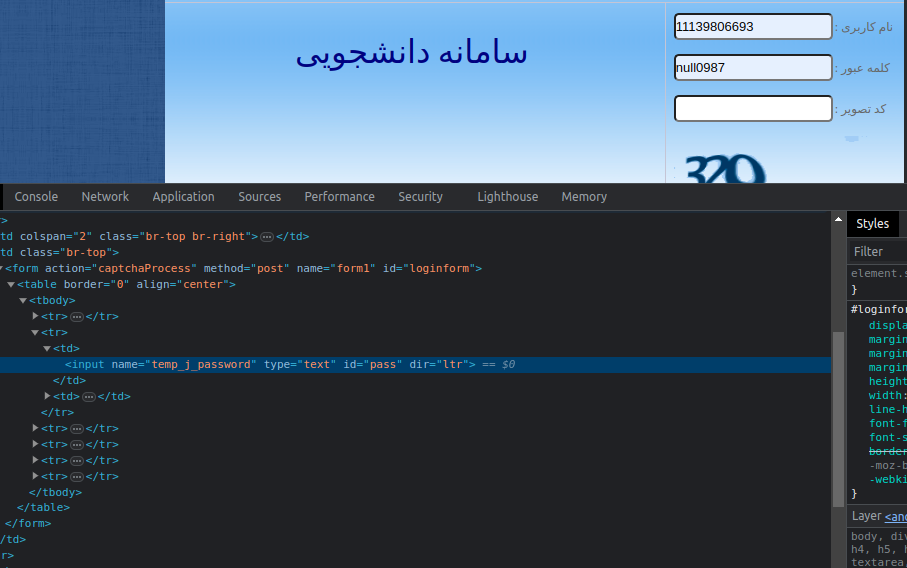 سامانه دانشجویی
نام کاربری :
11139806693
کلمه عبور :
null0987
کد تصویر :
320
Console Network Application Sources Performance Security Lighthouse Memory
td colspan="2" class="br-top br-right"> ⋯ </td>
td class="br-top">
<form action="captchaProcess" method="post" name="form1" id="loginform">
<table border="0" align="center">
<tbody>
<tr> ⋯ </tr>
<tr>
<td>
<input name="temp_j_password" type="text" id="pass" dir="ltr"> == $0
</td>
<td> ⋯ </td>
</tr>
<tr> ⋯ </tr>
<tr> ⋯ </tr>
<tr> ⋯ </tr>
<tr> ⋯ </tr>
</tbody>
</table>
</form>
/td>
r>
Styles
Filter
element.s
}
#loginfor
displa
margin
margin
margin
height
width:
line-h
font-f
font-s
border
-moz-b
-webki
}
Layer <and
body, div
h4, h5, h
textarea